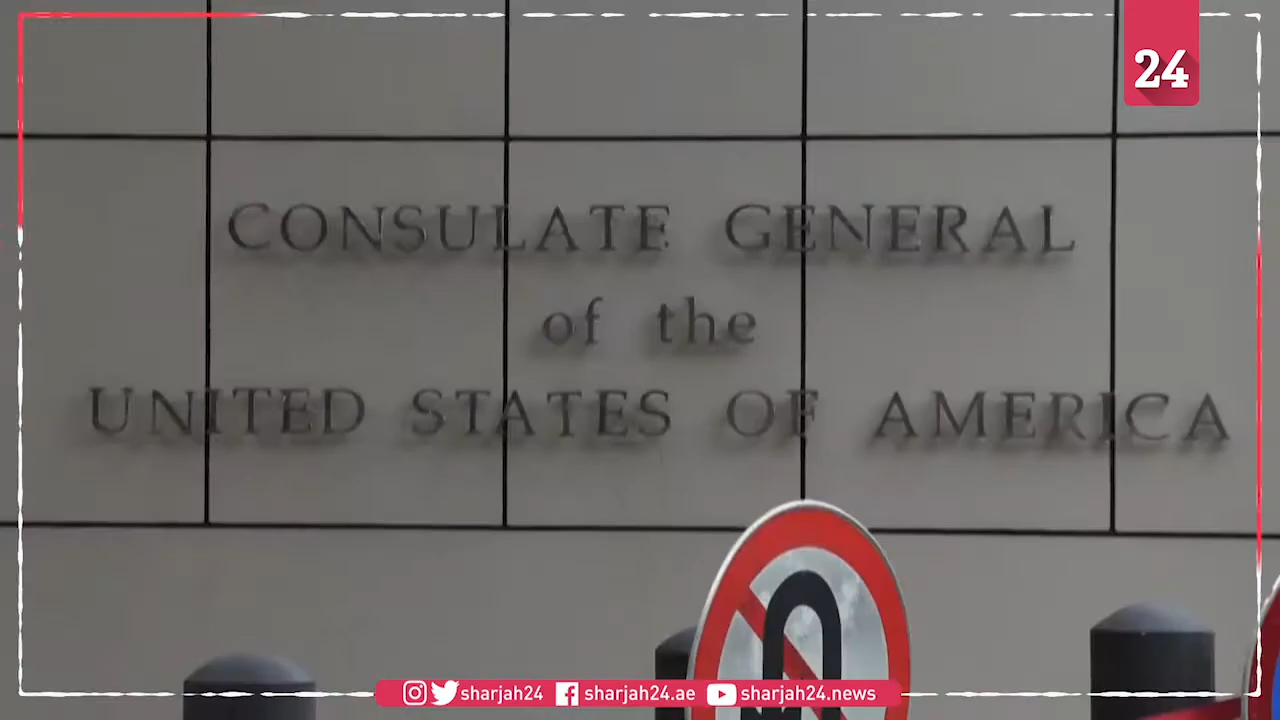 24
CONSULATE GENERAL
of the
UNITED STATES OF AMERICA
sharjah24 sharjah24.ae sharjah24.news